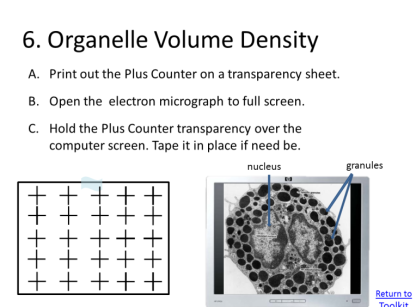 6. Organelle Volume Density
A. Print out the Plus Counter on a transparency sheet.
B. Open the electron micrograph to full screen.
C. Hold the Plus Counter transparency over the
computer screen. Tape it in place if need be.
nucleus
granules
Return to
Toolkit